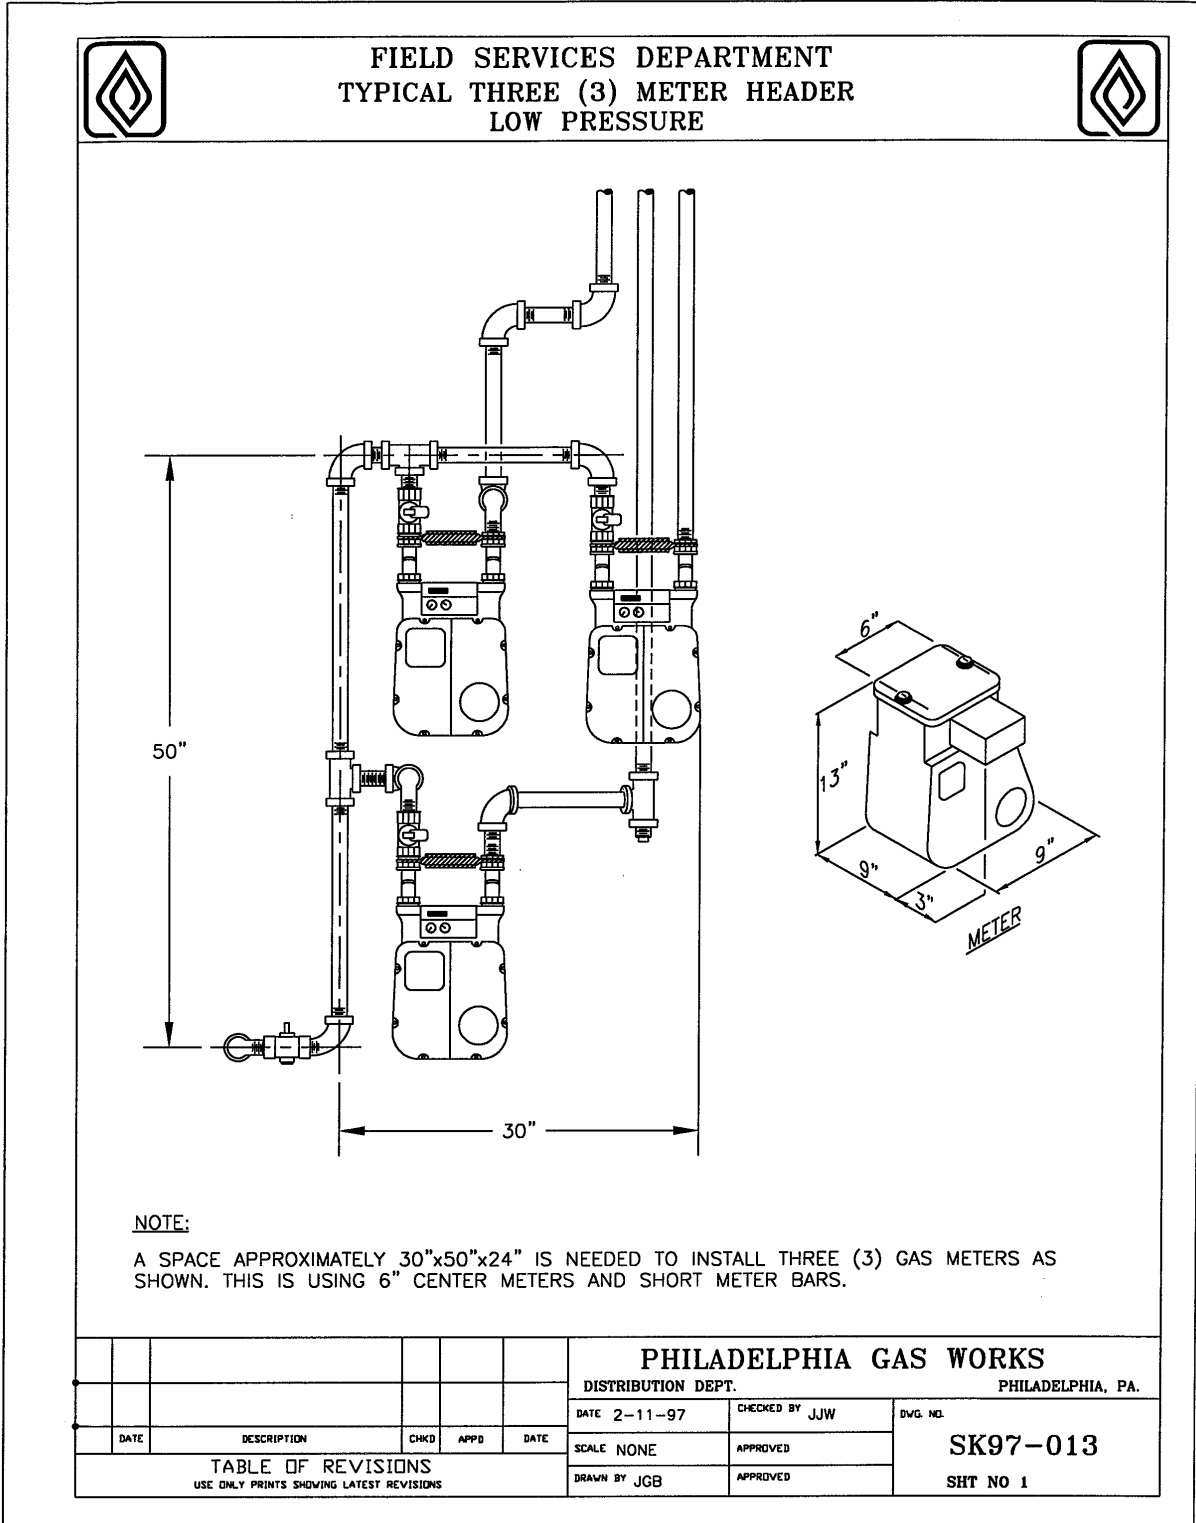 FIELD SERVICES DEPARTMENT
TYPICAL THREE (3) METER HEADER
LOW PRESSURE
50"
30"
6"
13"
9"
3"
9"
METER
NOTE:
A SPACE APPROXIMATELY 30"x50"x24" IS NEEDED TO INSTALL THREE (3) GAS METERS AS
SHOWN. THIS IS USING 6" CENTER METERS AND SHORT METER BARS.
DATE DESCRIPTION CHKD APPD DATE
TABLE OF REVISIONS
USE ONLY PRINTS SHOWING LATEST REVISIONS
PHILADELPHIA GAS WORKS
DISTRIBUTION DEPT. PHILADELPHIA, PA.
DATE 2-11-97 CHECKED BY JJW DWG. NO.
SCALE NONE APPROVED SK97-013
DRAWN BY JGB APPROVED SHT NO 1